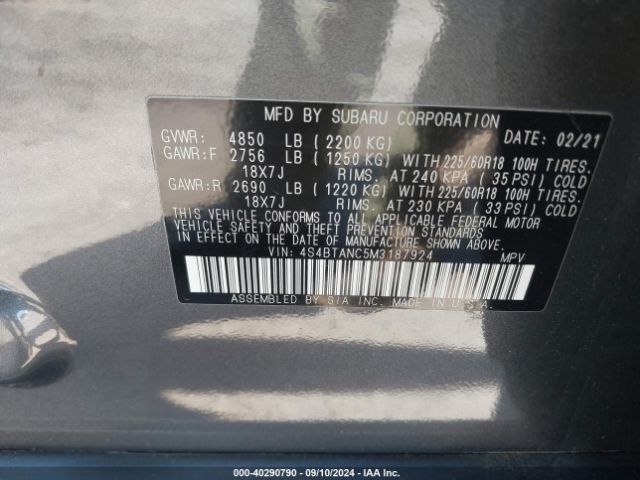 MFD BY SUBARU CORPORATION
GVWR: 4850 LB ( 2200 KG) DATE: 02/21
GAWR:F 2756 LB ( 1250 KG) WITH 225/60R18 100H TIRES.
18X7J RIMS. AT 240 KPA ( 35 PSI) COLD
GAWR:R 2690 LB ( 1220 KG) WITH 225/60R18 100H TIRES.
18X7J RIMS. AT 230 KPA ( 33 PSI) COLD
THIS VEHICLE CONFORMS TO ALL APPLICABLE FEDERAL MOTOR
VEHICLE SAFETY AND THEFT PREVENTION STANDARDS
IN EFFECT ON THE DATE OF MANUFACTURE SHOWN ABOVE.
VIN: 4S4BTANC5M3187924 MPV
ASSEMBLED BY SIA INC. MADE IN U.S.A.
000-40290790 - 09/10/2024 - IAA Inc.